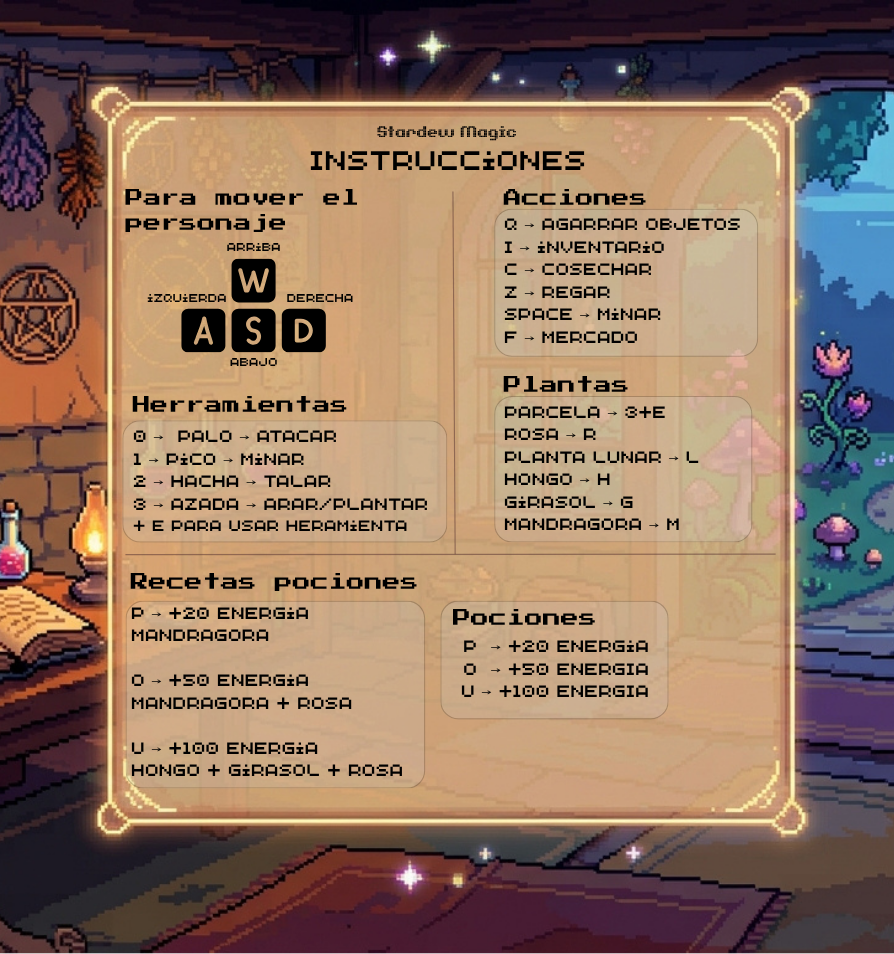 Stardew Magic
INSTRUCCiONES
Para mover el
personaje
ARRiBA
iZQUiERDA W DERECHA
A S D
ABAJO
Herramientas
0 → PALO → ATACAR
1 → PiCO → MiNAR
2 → HACHA → TALAR
3 → AZADA → ARAR/PLANTAR
+ E PARA USAR HERAMiENTA
Acciones
Q → AGARRAR OBJETOS
I → iNVENTARiO
C → COSECHAR
Z → REGAR
SPACE → MiNAR
F → MERCADO
Plantas
PARCELA → 3+E
ROSA → R
PLANTA LUNAR → L
HONGO → H
GiRASOL → G
MANDRAGORA → M
Recetas pociones
P → +20 ENERGiA
MANDRAGORA
O → +50 ENERGiA
MANDRAGORA + ROSA
U → +100 ENERGiA
HONGO + GiRASOL + ROSA
Pociones
P → +20 ENERGiA
O → +50 ENERGIA
U → +100 ENERGIA